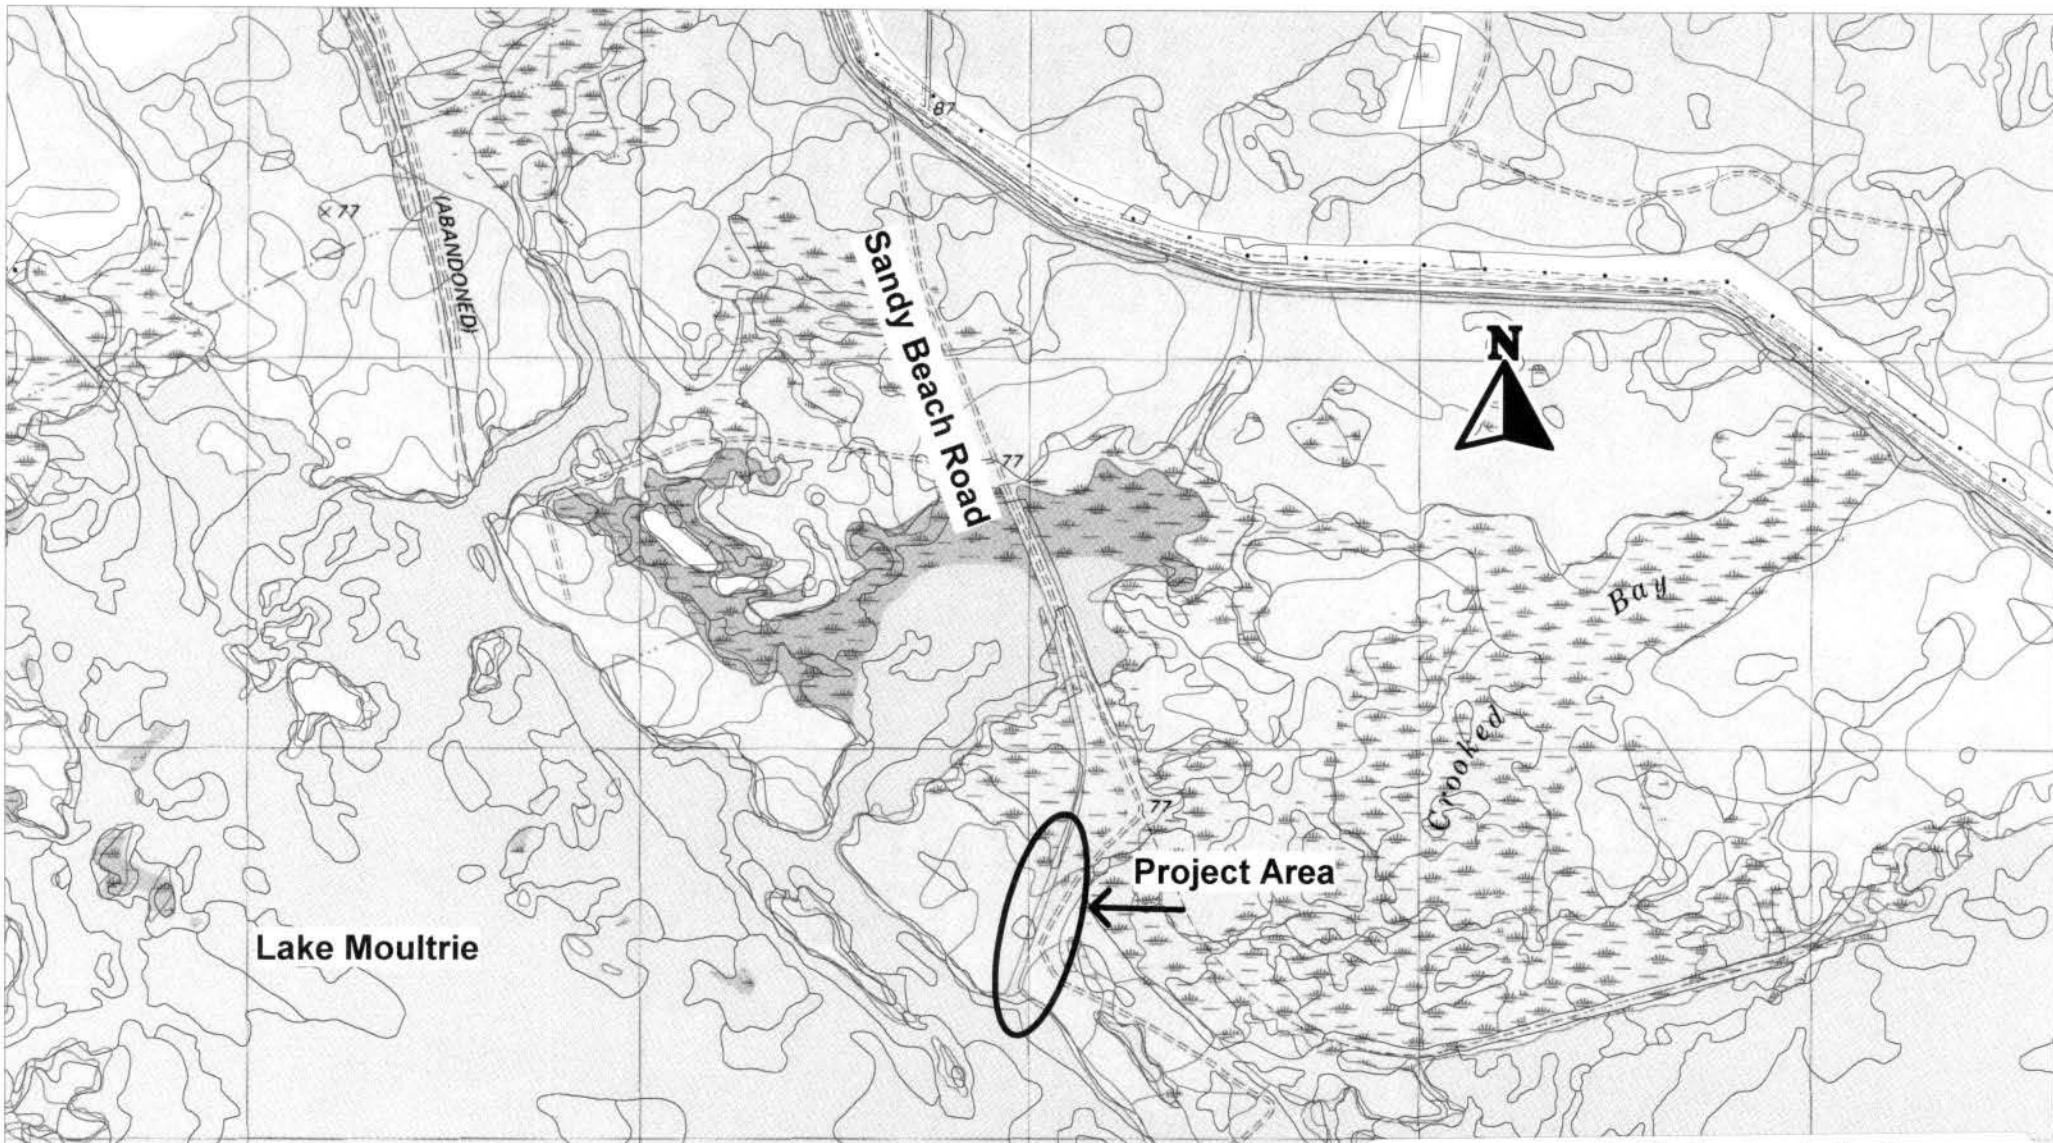 87
× 77
(ABANDONED)
Sandy Beach Road
N
77
Bay
Crooked
77
Project Area
Lake Moultrie